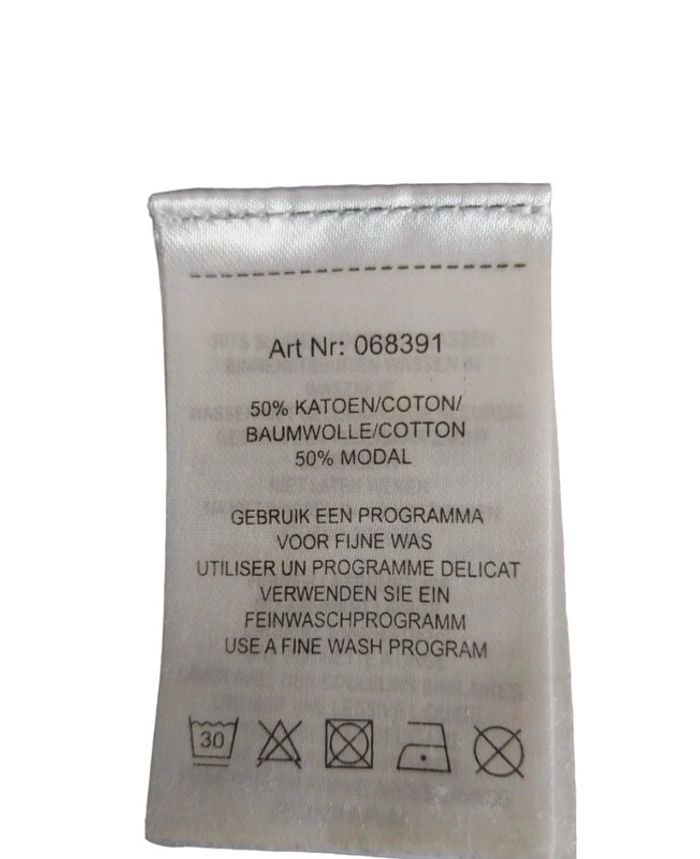 Art Nr: 068391
50% KATOEN/COTON/
BAUMWOLLE/COTTON
50% MODAL
GEBRUIK EEN PROGRAMMA
VOOR FIJNE WAS
UTILISER UN PROGRAMME DELICAT
VERWENDEN SIE EIN
FEINWASCHPROGRAMM
USE A FINE WASH PROGRAM
30